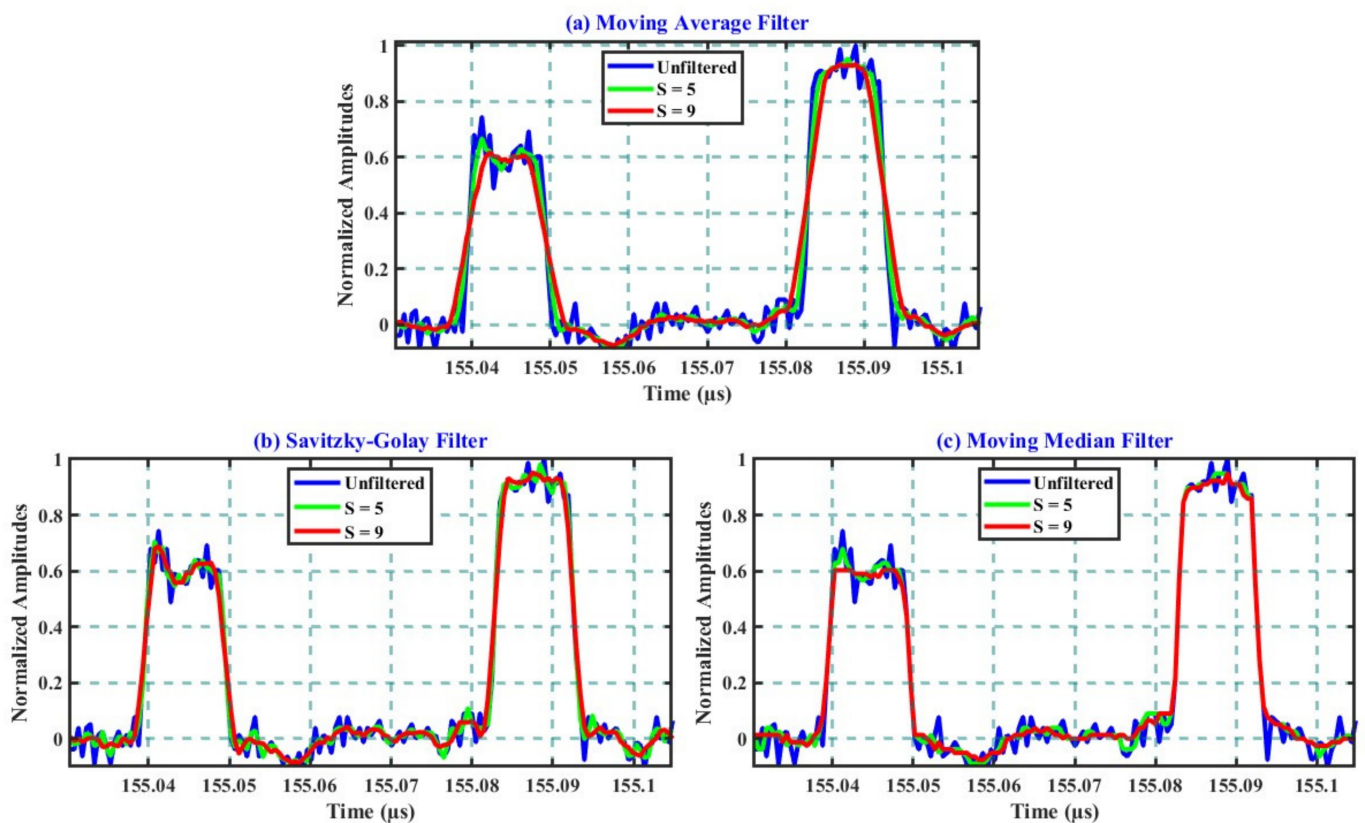 (a) Moving Average Filter
1
0.8
0.6
0.4
0.2
0
Normalized Amplitudes
Unfiltered
S = 5
S = 9
155.04 155.05 155.06 155.07 155.08 155.09 155.1
Time (µs)
(b) Savitzky-Golay Filter
1
0.8
0.6
0.4
0.2
0
Normalized Amplitudes
Unfiltered
S = 5
S = 9
155.04 155.05 155.06 155.07 155.08 155.09 155.1
Time (µs)
(c) Moving Median Filter
1
0.8
0.6
0.4
0.2
0
Normalized Amplitudes
Unfiltered
S = 5
S = 9
155.04 155.05 155.06 155.07 155.08 155.09 155.1
Time (µs)